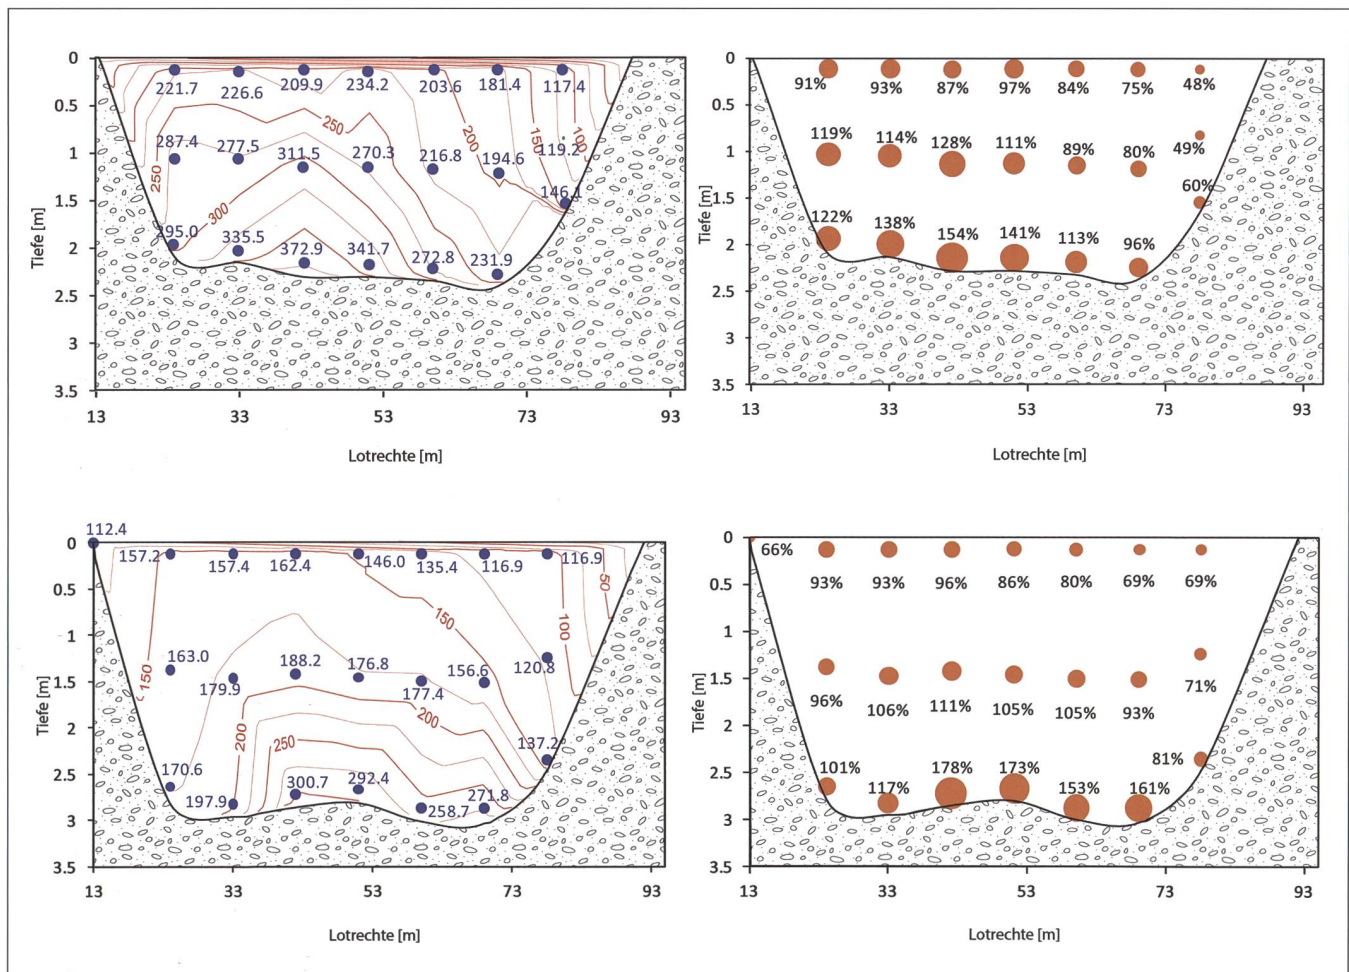 0
0.5
1
1.5
2
2.5
3
3.5
Tiefe [m]
221.7 226.6 209.9 234.2 203.6 181.4 117.4
250 200 150 100
287.4 277.5 311.5 270.3 216.8 194.6 119.2
250 300 146.1
295.0 335.5 372.9 341.7 272.8 231.9
13 33 53 73 93
Lotrechte [m]
0
0.5
1
1.5
2
2.5
3
3.5
Tiefe [m]
91% 93% 87% 97% 84% 75% 48%
119% 114% 128% 111% 89% 80% 49%
60%
122% 138% 154% 141% 113% 96%
13 33 53 73 93
Lotrechte [m]
112.4
0
0.5
1
1.5
2
2.5
3
3.5
Tiefe [m]
157.2 157.4 162.4 146.0 135.4 116.9 116.9
50
150 100
163.0 179.9 188.2 176.8 177.4 156.6 120.8
150 200 200 250 137.2
170.6 197.9 300.7 292.4 258.7 271.8
13 33 53 73 93
Lotrechte [m]
0
0.5
1
1.5
2
2.5
3
3.5
Tiefe [m]
66% 93% 93% 96% 86% 80% 69% 69%
96% 106% 111% 105% 105% 93% 71%
81%
101% 117% 178% 173% 153% 161%
13 33 53 73 93
Lotrechte [m]